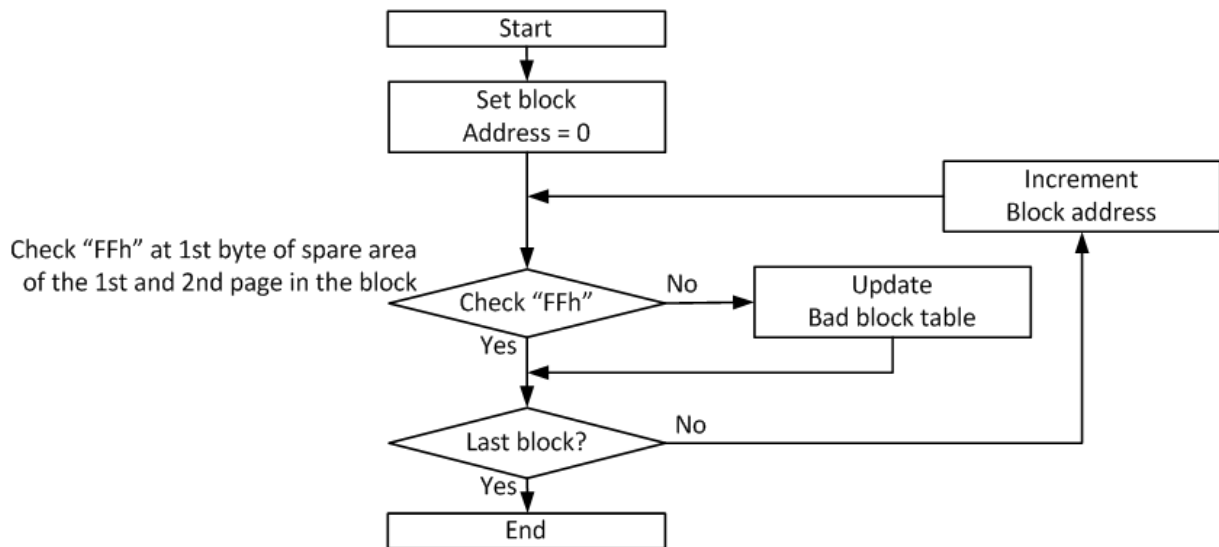 Start
Set block
Address = 0
Increment
Block address
Check “FFh” at 1st byte of spare area
of the 1st and 2nd page in the block
Check “FFh”
No
Update
Bad block table
Yes
Last block?
No
Yes
End